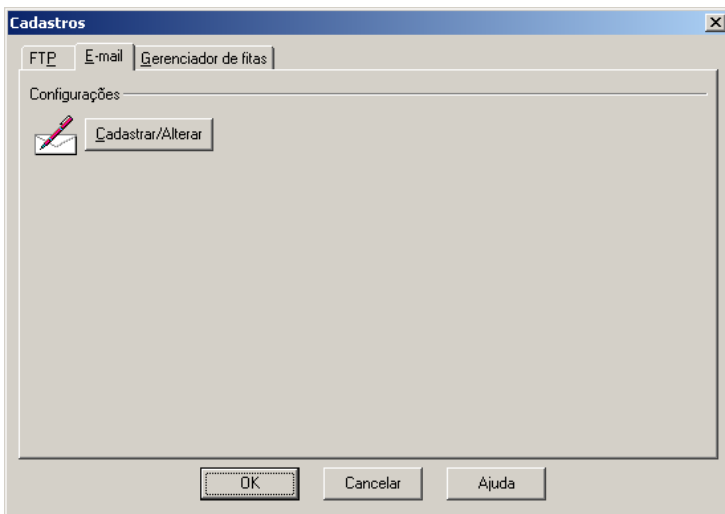 Cadastros
FTP E-mail Gerenciador de fitas
Configurações
Cadastrar/Alterar
OK Cancelar Ajuda